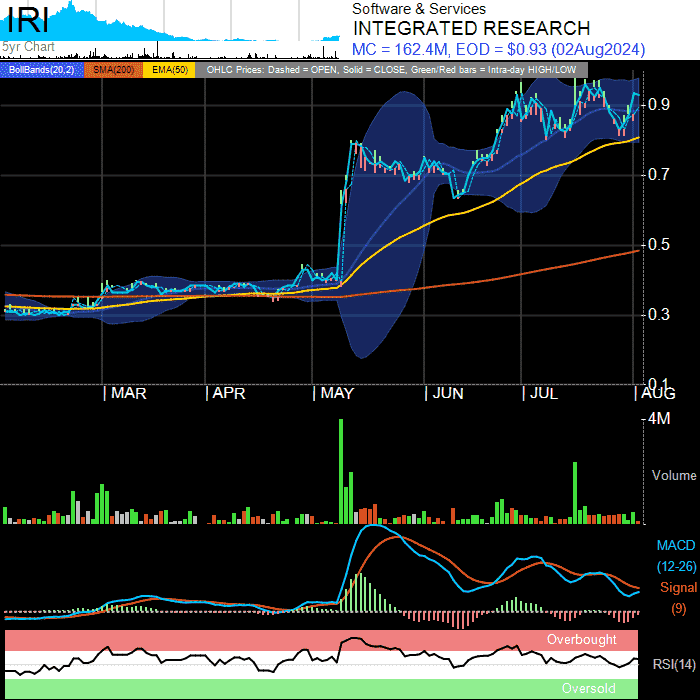 IRI
5yr Chart
Software & Services
INTEGRATED RESEARCH
MC = 162.4M, EOD = $0.93 (02Aug2024)
BollBands(20,2) SMA(200) EMA(50) OHLC Prices: Dashed = OPEN, Solid = CLOSE, Green/Red bars = Intra-day HIGH/LOW
0.9
0.7
0.5
0.3
0.1
MAR APR MAY JUN JUL AUG
4M
Volume
MACD
(12-26)
Signal
(9)
Overbought
RSI(14)
Oversold